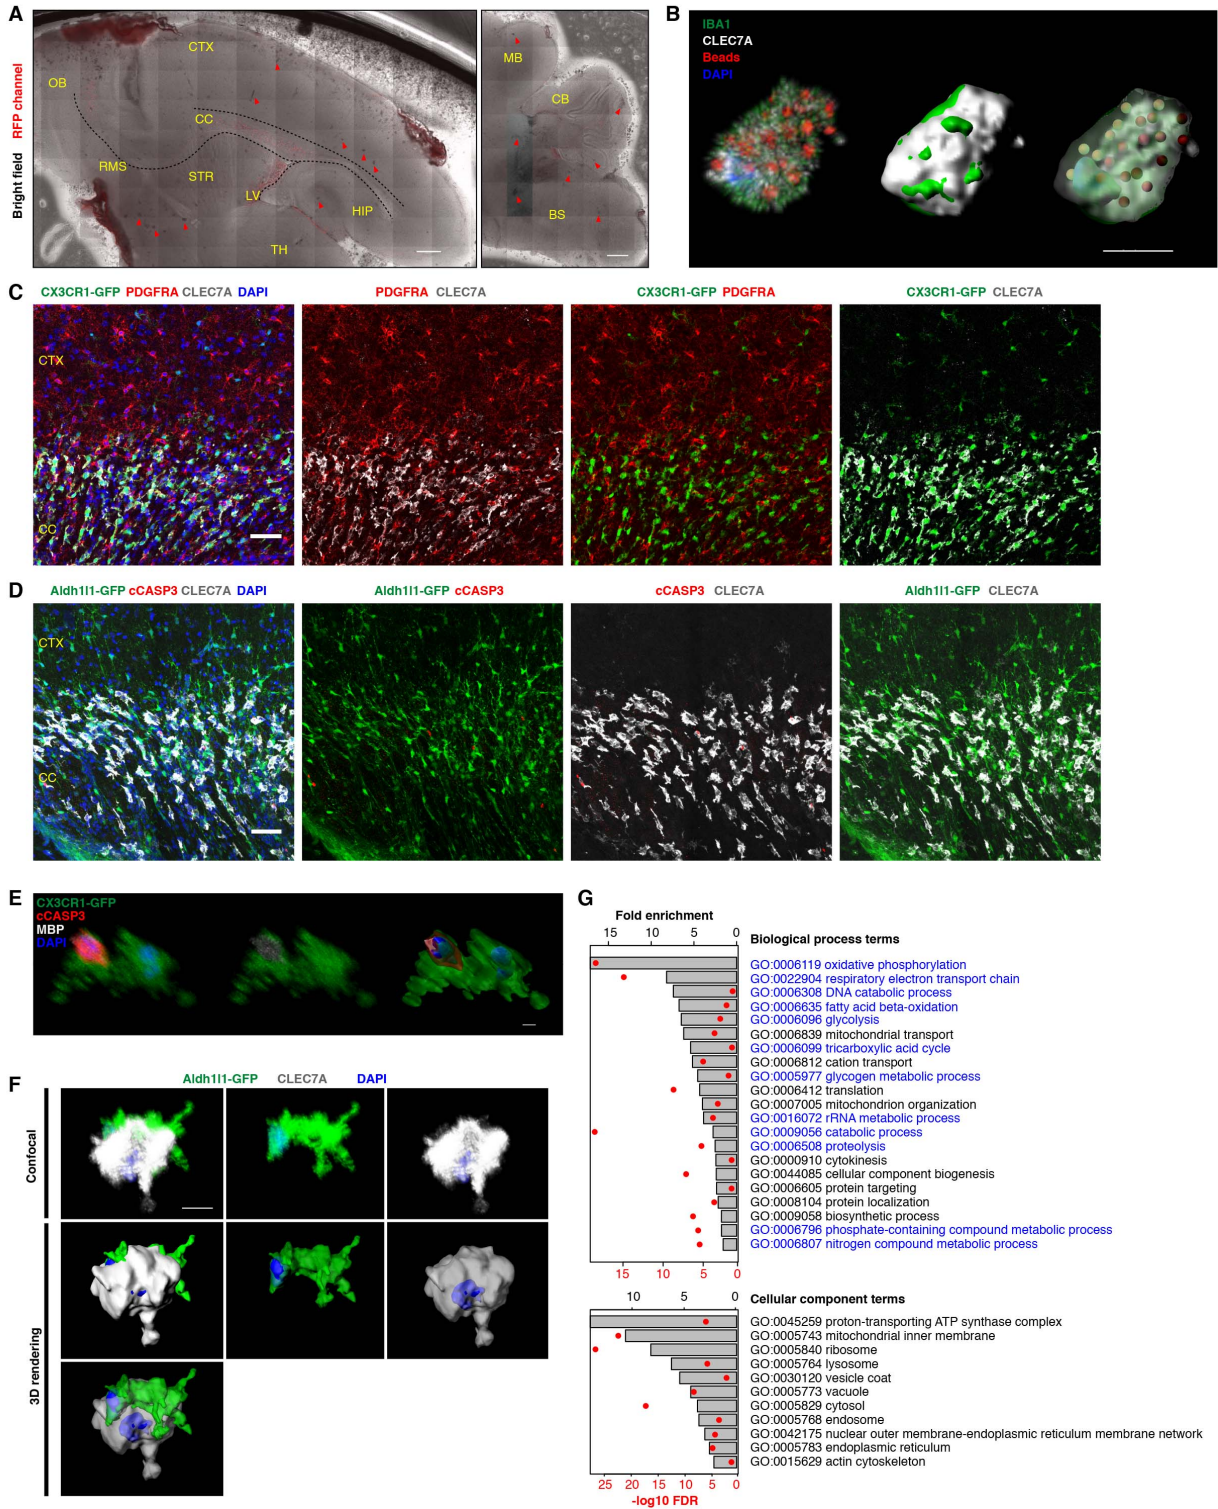 A
Bright field RFP channel
CTX
OB
CC
RMS
STR
LV
HIP
TH
MB
CB
BS
B
IBA1
CLEC7A
Beads
DAPI
C
CX3CR1-GFP PDGFRA CLEC7A DAPI
PDGFRA CLEC7A
CX3CR1-GFP PDGFRA
CX3CR1-GFP CLEC7A
CTX
CC
D
Aldh1l1-GFP cCASP3 CLEC7A DAPI
Aldh1l1-GFP cCASP3
cCASP3 CLEC7A
Aldh1l1-GFP CLEC7A
CTX
CC
E
CX3CR1-GFP
cCASP3
MBP
DAPI
F
Aldh1l1-GFP CLEC7A DAPI
Confocal
3D rendering
G
Fold enrichment
15 10 5 0
Biological process terms
GO:0006119 oxidative phosphorylation
GO:0022904 respiratory electron transport chain
GO:0006308 DNA catabolic process
GO:0006635 fatty acid beta-oxidation
GO:0006096 glycolysis
GO:0006839 mitochondrial transport
GO:0006099 tricarboxylic acid cycle
GO:0006812 cation transport
GO:0005977 glycogen metabolic process
GO:0006412 translation
GO:0007005 mitochondrion organization
GO:0016072 rRNA metabolic process
GO:0009056 catabolic process
GO:0006508 proteolysis
GO:0000910 cytokinesis
GO:0044085 cellular component biogenesis
GO:0006605 protein targeting
GO:0008104 protein localization
GO:0009058 biosynthetic process
GO:0006796 phosphate-containing compound metabolic process
GO:0006807 nitrogen compound metabolic process
15 10 5 0
Cellular component terms
10 5 0
GO:0045259 proton-transporting ATP synthase complex
GO:0005743 mitochondrial inner membrane
GO:0005840 ribosome
GO:0005764 lysosome
GO:0030120 vesicle coat
GO:0005773 vacuole
GO:0005829 cytosol
GO:0005768 endosome
GO:0042175 nuclear outer membrane-endoplasmic reticulum membrane network
GO:0005783 endoplasmic reticulum
GO:0015629 actin cytoskeleton
25 20 15 10 5 0
-log10 FDR